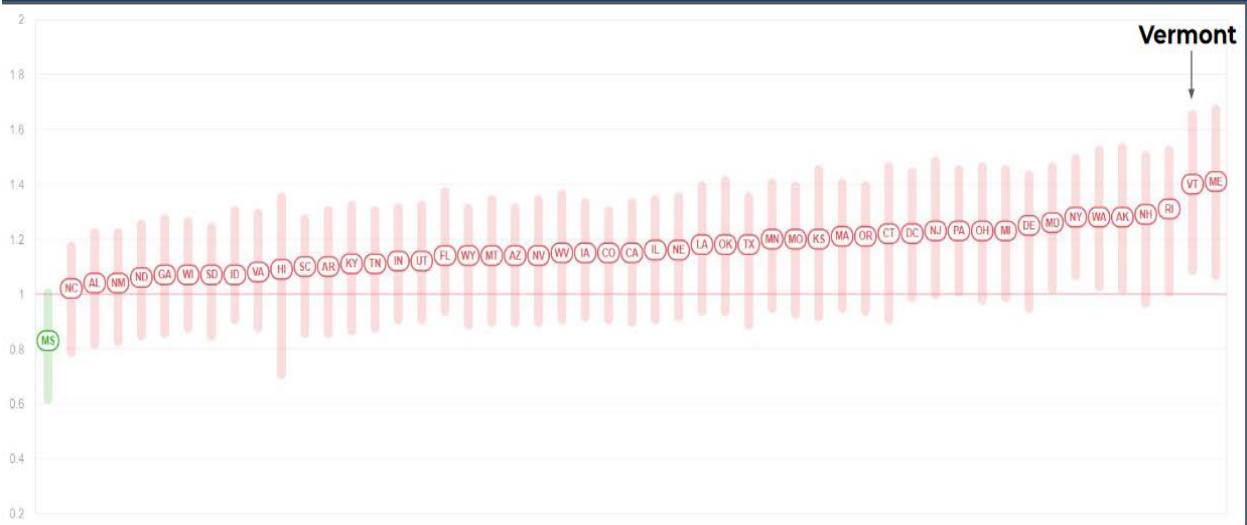 2
Vermont
1.8
1.6
1.4
VT ME
RI
NH
NY WA AK
DE MD
1.2
CT DC NJ PA OH MI
LA OK TX MN MO KS MA OR
FL WY MT AZ NV WV IA CO CA IL NE
HI SC AR KY TN IN UT
NC AL NM ND GA WI SD ID VA
1
MS
0.8
0.6
0.4
0.2